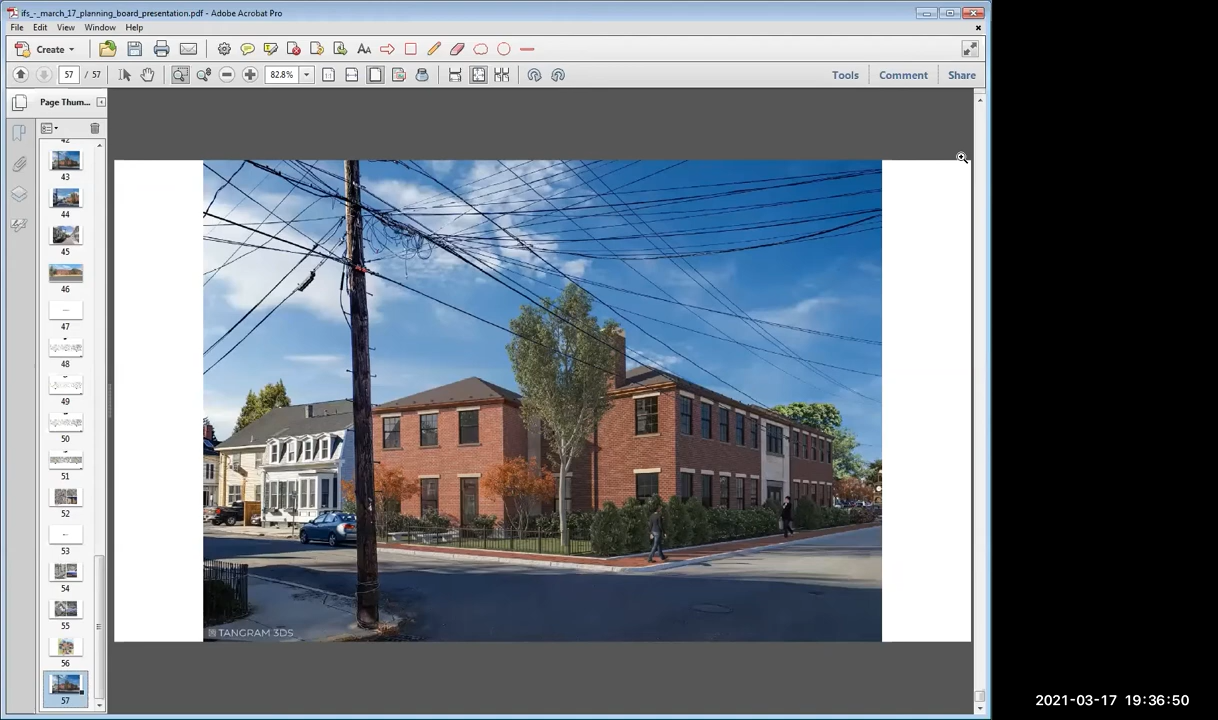 ifs_-_march_17_planning_board_presentation.pdf - Adobe Acrobat Pro
File Edit View Window Help
Create
57 / 57 82.8% Tools Comment Share
Page Thum...
42
43
44
45
46
47
48
49
50
51
52
53
54
55
56
57
TANGRAM 3DS
2021-03-17 19:36:50